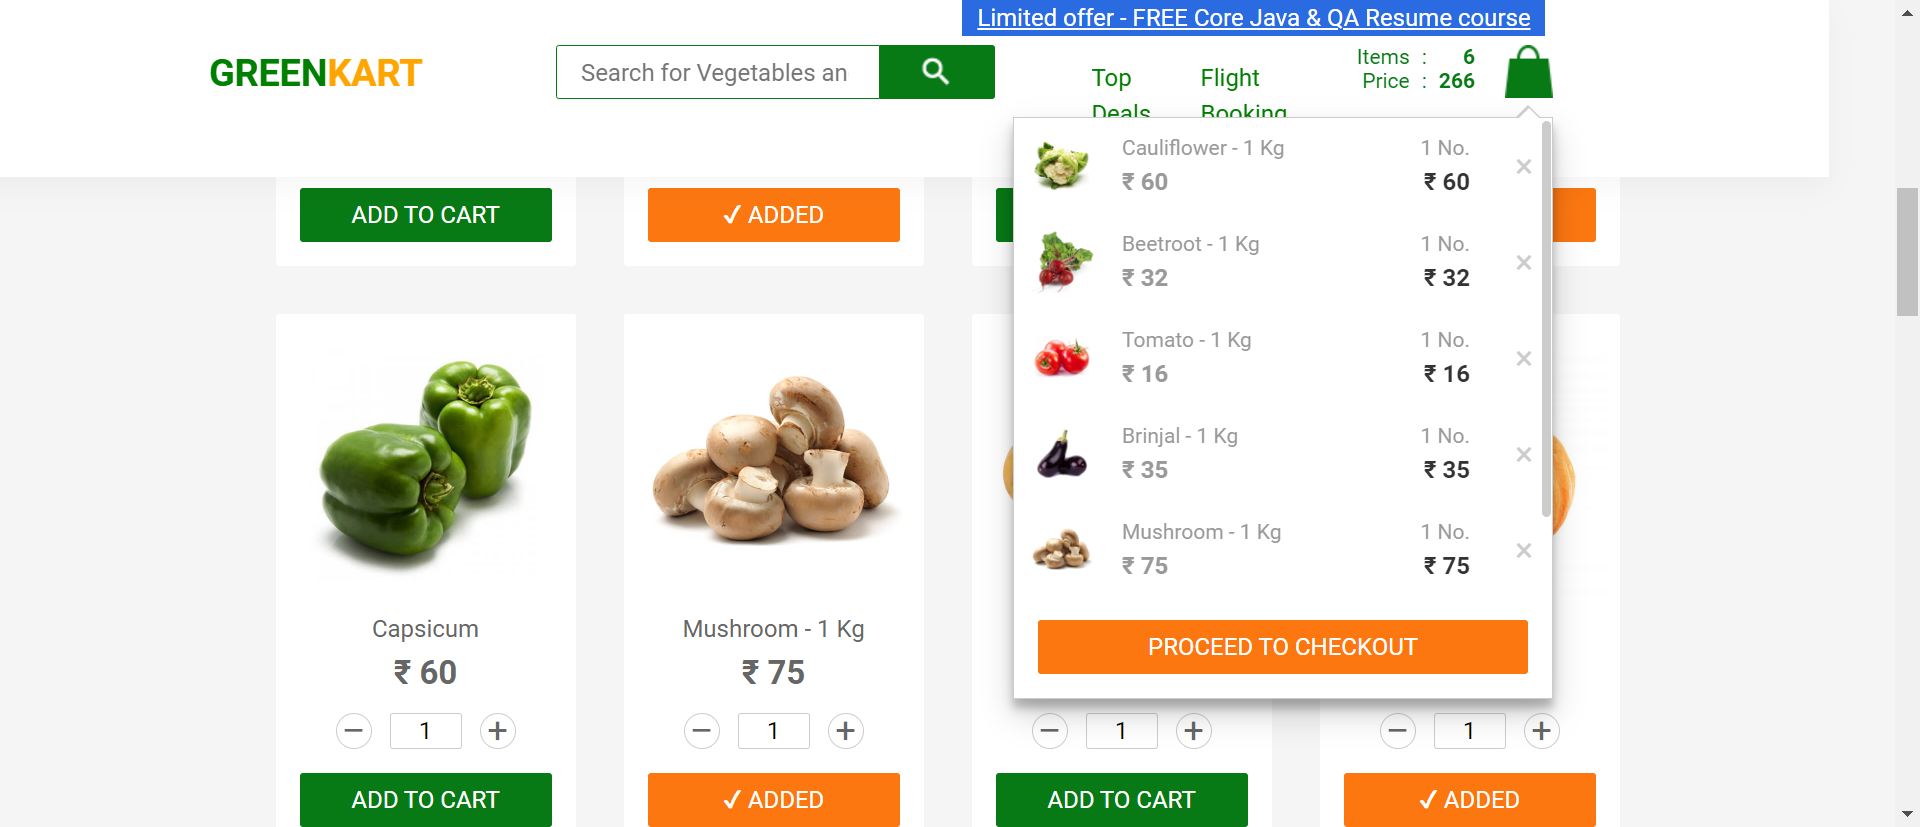 Limited offer - FREE Core Java & QA Resume course
GREENKART
Search for Vegetables an
Top Deals
Flight Booking
Items : 6
Price : 266
Cauliflower - 1 Kg 1 No.
₹ 60 ₹ 60
×
Beetroot - 1 Kg 1 No.
₹ 32 ₹ 32
×
Tomato - 1 Kg 1 No.
₹ 16 ₹ 16
×
Brinjal - 1 Kg 1 No.
₹ 35 ₹ 35
×
Mushroom - 1 Kg 1 No.
₹ 75 ₹ 75
×
PROCEED TO CHECKOUT
ADD TO CART
✓ ADDED
Capsicum
₹ 60
− 1 +
ADD TO CART
Mushroom - 1 Kg
₹ 75
− 1 +
✓ ADDED
− 1 +
ADD TO CART
− 1 +
✓ ADDED